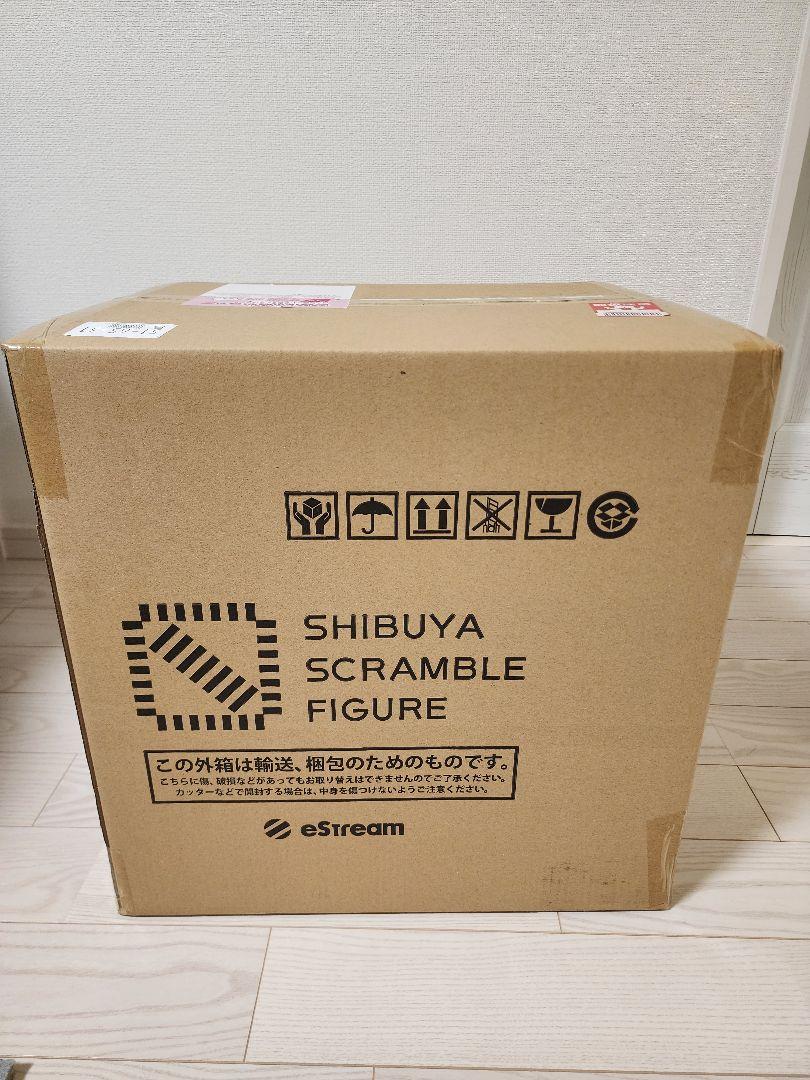 SHIBUYA
SCRAMBLE
FIGURE
この外箱は輸送、梱包のためのものです。
こちらに傷、破損などがあってもお取り替えはできませんのでご了承ください。
カッターなどで開封する場合は、中身を傷つけないようご注意ください。
eStream